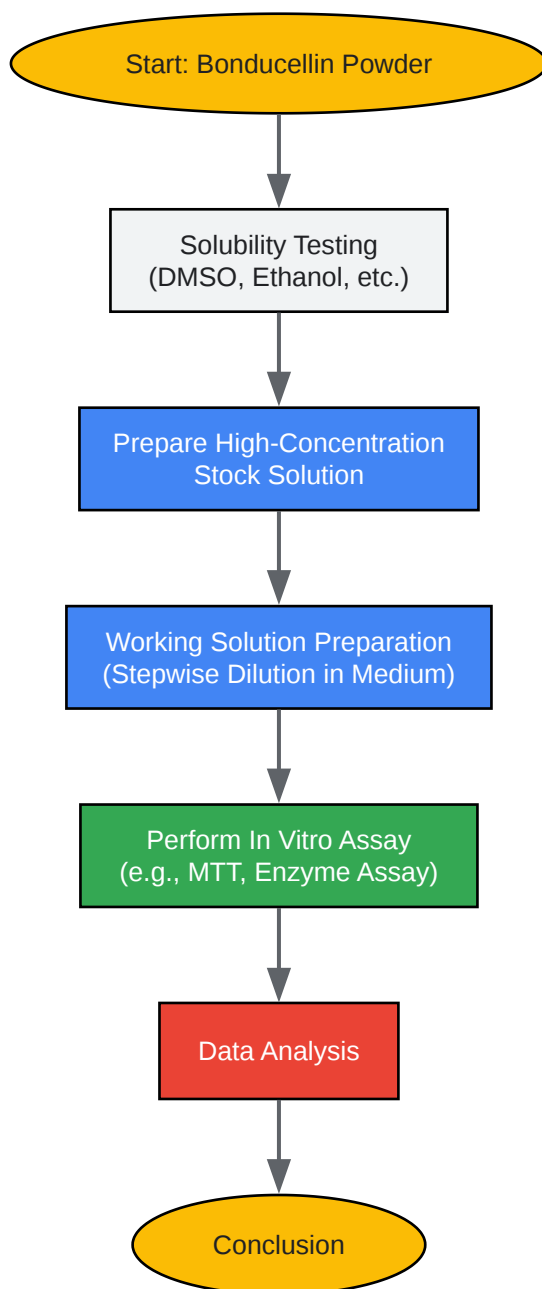 Start: Bonducellin Powder
Solubility Testing
(DMSO, Ethanol, etc.)
Prepare High-Concentration
Stock Solution
Working Solution Preparation
(Stepwise Dilution in Medium)
Perform In Vitro Assay
(e.g., MTT, Enzyme Assay)
Data Analysis
Conclusion